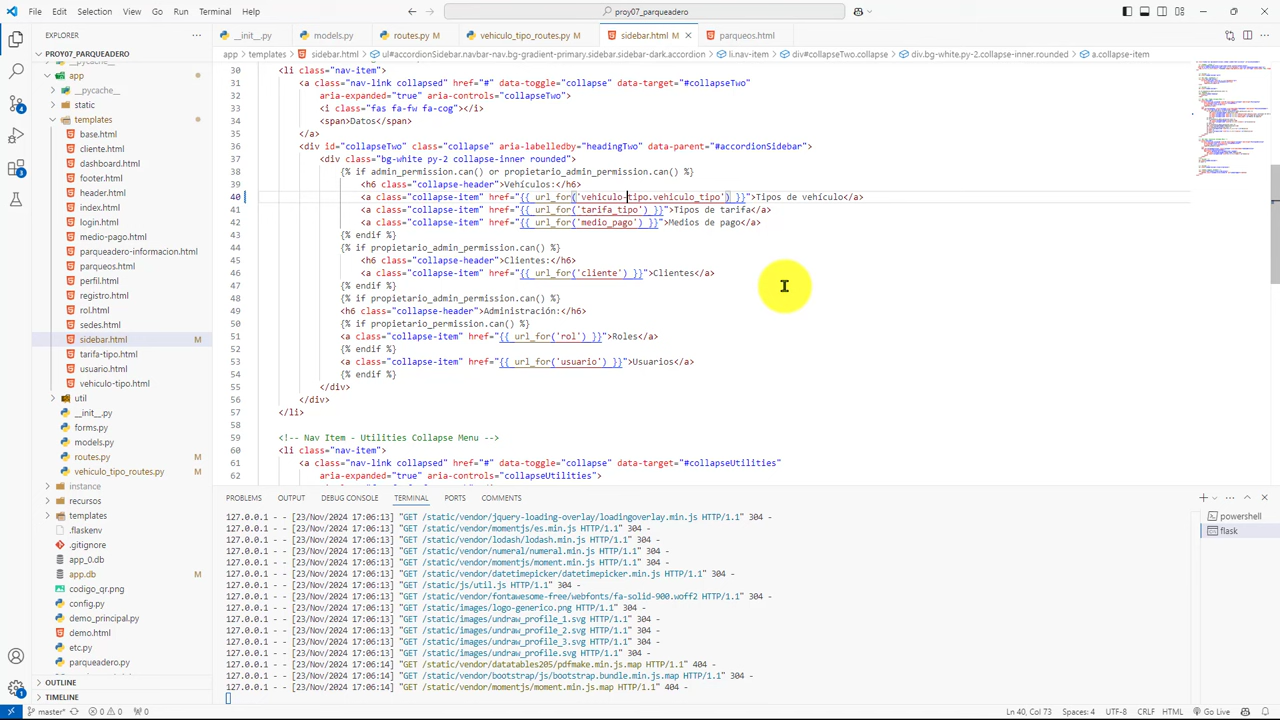 File Edit Selection View Go Run Terminal Help
proy07_parqueadero
EXPLORER
PROY07_PARQUEADERO
app
__pycache__
static
base.html
cliente.html
dashboard.html
footer.html
header.html
index.html
login.html
medio-pago.html
parqueadero-informacion.html
parqueos.html
perfil.html
registro.html
rol.html
sedes.html
sidebar.html M
tarifa-tipo.html
usuario.html
vehiculo-tipo.html
util
__init__.py
forms.py
models.py
routes.py
vehiculo_tipo_routes.py
instance
recursos
templates
.flaskenv
.gitignore
app_0.db
app.db M
codigo_qr.png
config.py
demo_principal.py
demo.html
etc.py
parqueadero.py
OUTLINE
TIMELINE
__init__.py models.py routes.py M vehiculo_tipo_routes.py M sidebar.html M parqueos.html
app > templates > sidebar.html > ul#accordionSidebar.navbar-nav.bg-gradient-primary.sidebar.sidebar-dark.accordion > li.nav-item > div#collapseTwo.collapse > div.bg-white.py-2.collapse-inner.rounded > a.collapse-item
30 <li class="nav-item">
<a class="nav-link collapsed" href="#" data-toggle="collapse" data-target="#collapseTwo"
="true" aria-controls="collapseTwo">
class="fas fa-fw fa-cog"></i>
span>
35 </a>
<div collapseTwo" class="collapse" aria-labelledby="headingTwo" data-parent="#accordionSidebar">
39 <h6 class="collapse-header">Vehiculos:</h6>
40 <a class="collapse-item" href="{{ url_for('vehiculo-tipo.vehiculo_tipo') }}">Tipos de vehículo</a>
41 <a class="collapse-item" href="{{ url_for('tarifa_tipo') }}">Tipos de tarifa</a>
42 <a class="collapse-item" href="{{ url_for('medio_pago') }}">Medios de pago</a>
43 {% endif %}
44 {% if propietario_admin_permission.can() %}
45 <h6 class="collapse-header">Clientes:</h6>
46 <a class="collapse-item" href="{{ url_for('cliente') }}">Clientes</a>
47 {% endif %}
48 {% if propietario_admin_permission.can() %}
49 <h6 class="collapse-header">Administración:</h6>
50 {% if propietario_permission.can() %}
51 <a class="collapse-item" href="{{ url_for('rol') }}">Roles</a>
52 {% endif %}
53 <a class="collapse-item" href="{{ url_for('usuario') }}">Usuarios</a>
54 {% endif %}
55 </div>
56 </div>
57 </li>
58
59 <!-- Nav Item - Utilities Collapse Menu -->
60 <li class="nav-item">
61 <a class="nav-link collapsed" href="#" data-toggle="collapse" data-target="#collapseUtilities"
62 aria-expanded="true" aria-controls="collapseUtilities">
PROBLEMS OUTPUT DEBUG CONSOLE TERMINAL PORTS COMMENTS
127.0.0.1 - - [23/Nov/2024 17:06:13] "GET /static/vendor/jquery-loading-overlay/loadingoverlay.min.js HTTP/1.1" 304 -
127.0.0.1 - - [23/Nov/2024 17:06:13] "GET /static/vendor/momentjs/es.min.js HTTP/1.1" 304 -
127.0.0.1 - - [23/Nov/2024 17:06:13] "GET /static/vendor/lodash/lodash.min.js HTTP/1.1" 304 -
127.0.0.1 - - [23/Nov/2024 17:06:13] "GET /static/vendor/numeral/numeral.min.js HTTP/1.1" 304 -
127.0.0.1 - - [23/Nov/2024 17:06:13] "GET /static/vendor/momentjs/moment.min.js HTTP/1.1" 304 -
127.0.0.1 - - [23/Nov/2024 17:06:13] "GET /static/vendor/datetimepicker/datetimepicker.min.js HTTP/1.1" 304 -
127.0.0.1 - - [23/Nov/2024 17:06:13] "GET /static/js/util.js HTTP/1.1" 304 -
127.0.0.1 - - [23/Nov/2024 17:06:13] "GET /static/vendor/fontawesome-free/webfonts/fa-solid-900.woff2 HTTP/1.1" 304 -
127.0.0.1 - - [23/Nov/2024 17:06:13] "GET /static/images/logo-generico.png HTTP/1.1" 304 -
127.0.0.1 - - [23/Nov/2024 17:06:13] "GET /static/images/undraw_profile_1.svg HTTP/1.1" 304 -
127.0.0.1 - - [23/Nov/2024 17:06:13] "GET /static/images/undraw_profile_2.svg HTTP/1.1" 304 -
127.0.0.1 - - [23/Nov/2024 17:06:13] "GET /static/images/undraw_profile_3.svg HTTP/1.1" 304 -
127.0.0.1 - - [23/Nov/2024 17:06:13] "GET /static/images/undraw_profile.svg HTTP/1.1" 304 -
127.0.0.1 - - [23/Nov/2024 17:06:14] "GET /static/vendor/datatables205/pdfmake.min.js.map HTTP/1.1" 404 -
127.0.0.1 - - [23/Nov/2024 17:06:14] "GET /static/vendor/bootstrap/js/bootstrap.bundle.min.js.map HTTP/1.1" 404 -
127.0.0.1 - - [23/Nov/2024 17:06:14] "GET /static/vendor/momentjs/moment.min.js.map HTTP/1.1" 404 -
powershell
flask
master* 0 0 0 Ln 40, Col 73 Spaces: 4 UTF-8 CRLF HTML Go Live